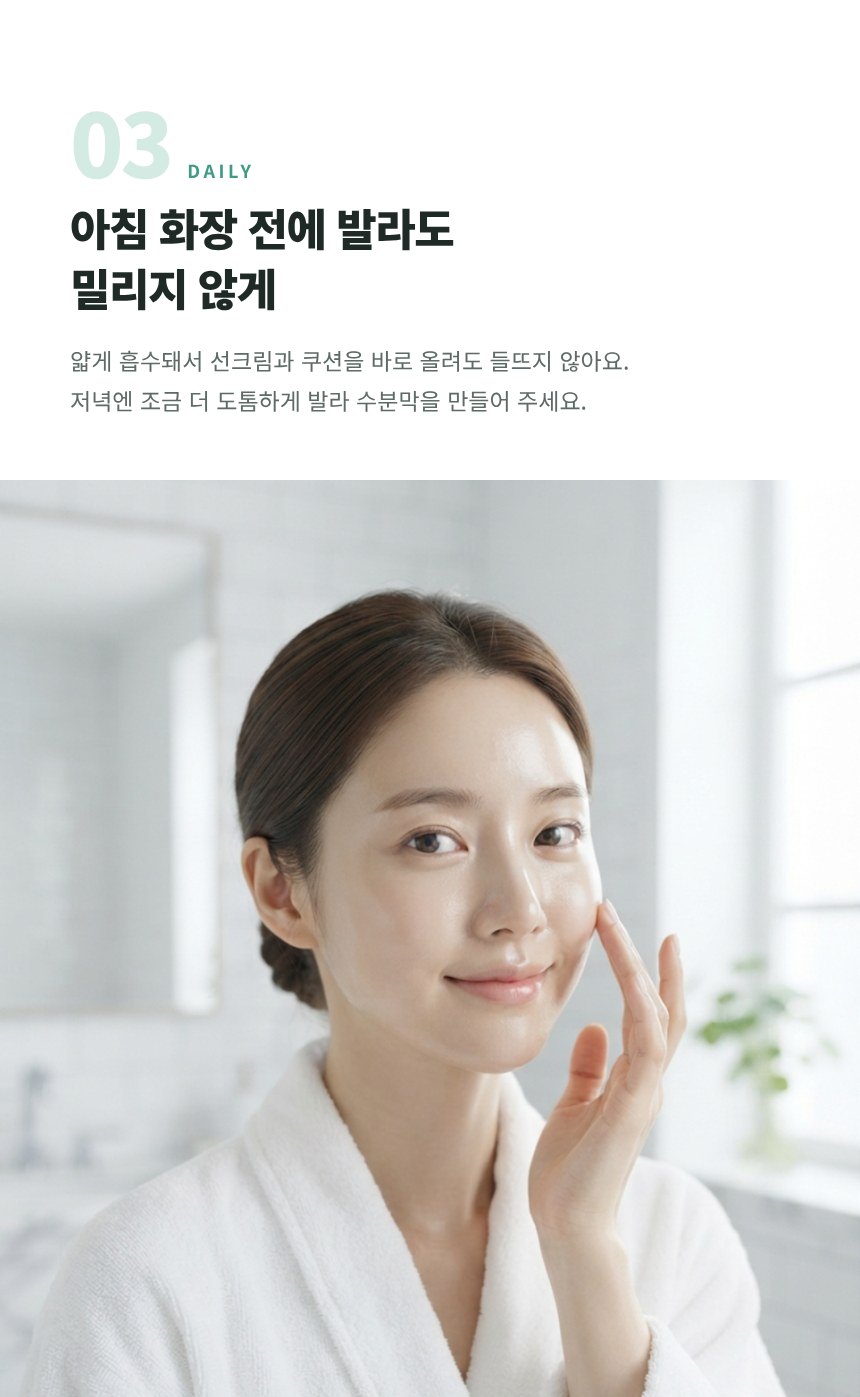 03 DAILY
아침 화장 전에 발라도
밀리지 않게
얇게 흡수돼서 선크림과 쿠션을 바로 올려도 들뜨지 않아요.
저녁엔 조금 더 도톰하게 발라 수분막을 만들어 주세요.